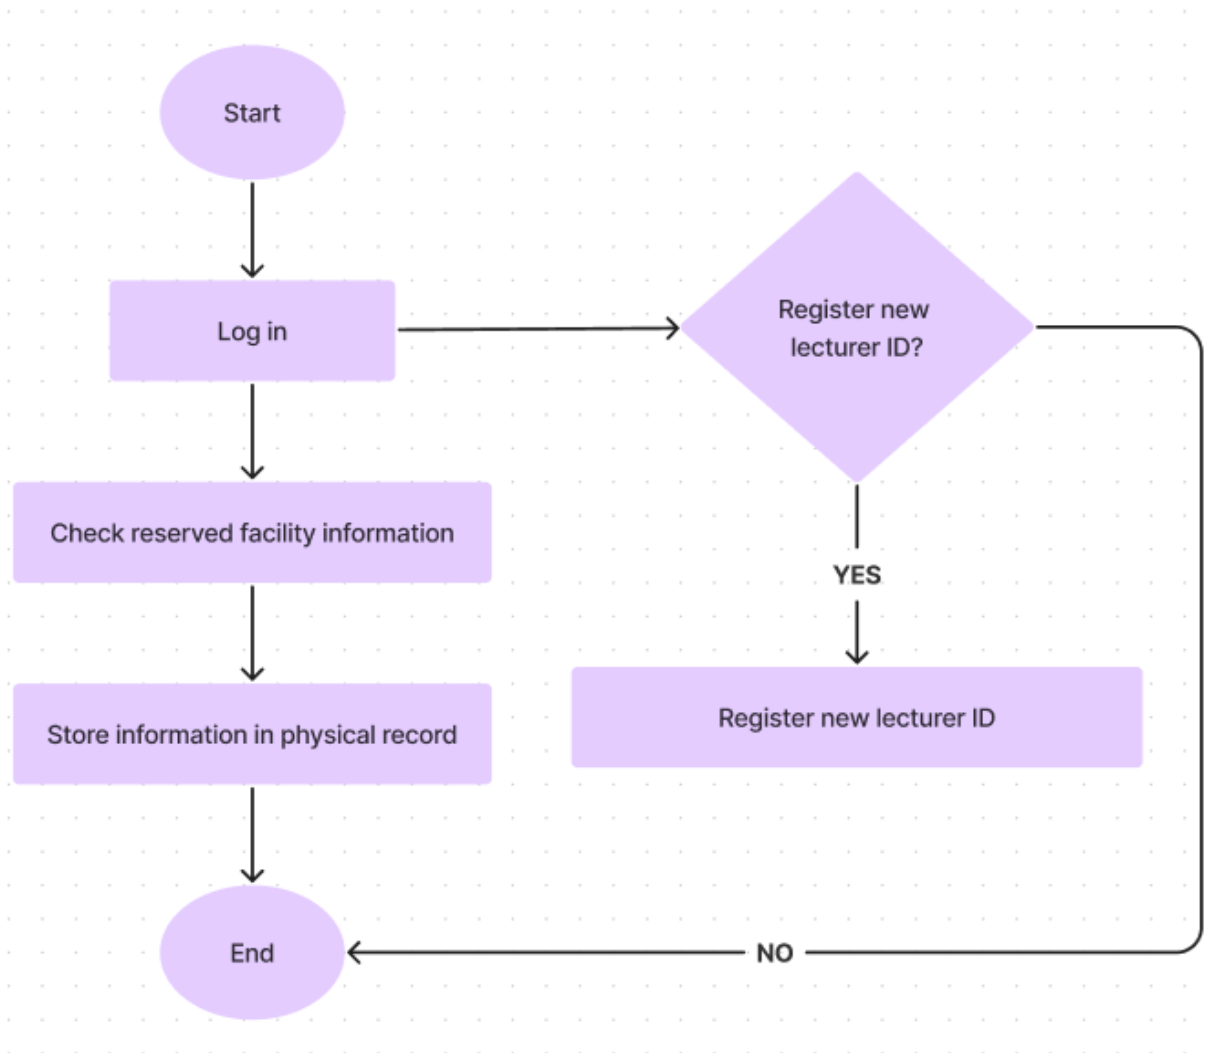 Start
Log in
Register new
lecturer ID?
Check reserved facility information
YES
Store information in physical record
Register new lecturer ID
End
NO